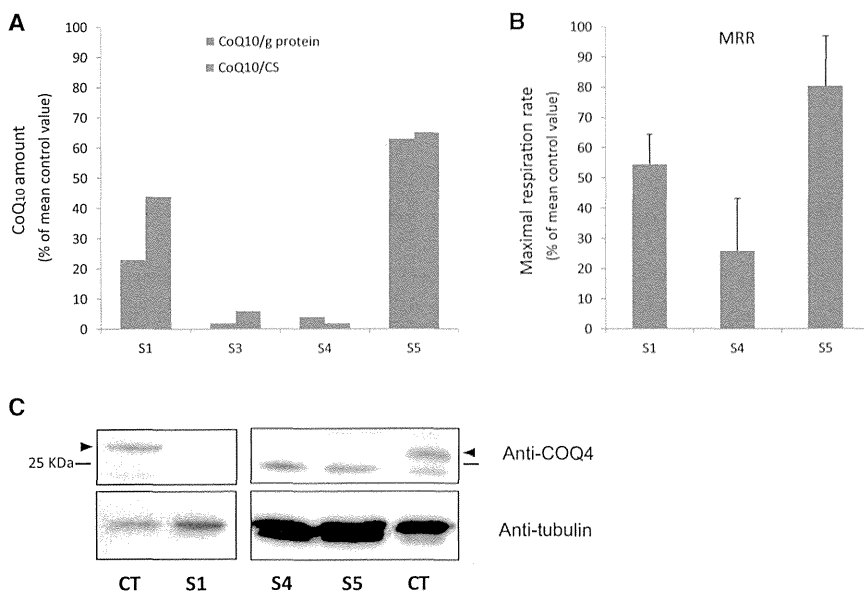 A
CoQ10/g protein
CoQ10/CS
CoQ10 amount
(% of mean control value)
100
90
80
70
60
50
40
30
20
10
0
S1
S3
S4
S5
B
MRR
Maximal respiration rate
(% of mean control value)
100
90
80
70
60
50
40
30
20
10
0
S1
S4
S5
C
25 KDa
Anti-COQ4
Anti-tubulin
CT
S1
S4
S5
CT